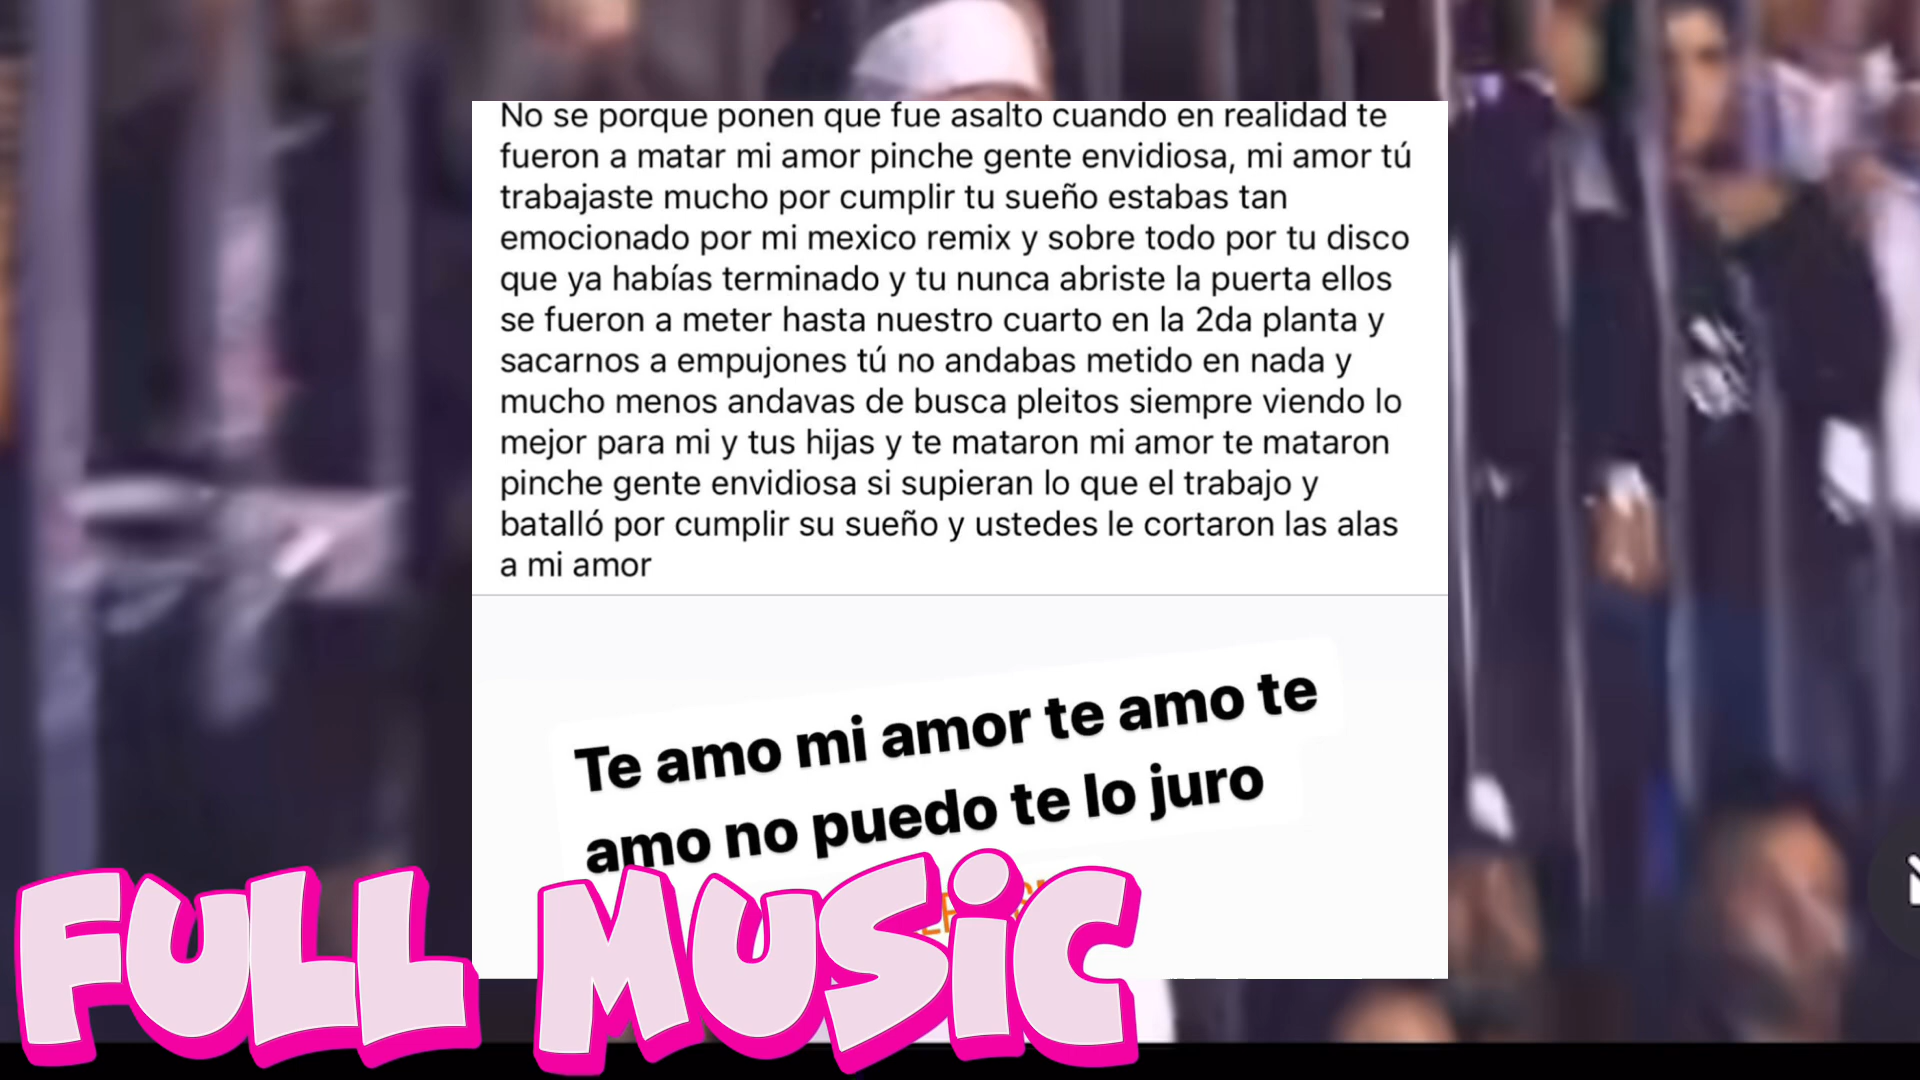 No se porque ponen que fue asalto cuando en realidad te
fueron a matar mi amor pinche gente envidiosa, mi amor tú
trabajaste mucho por cumplir tu sueño estabas tan
emocionado por mi mexico remix y sobre todo por tu disco
que ya habías terminado y tu nunca abriste la puerta ellos
se fueron a meter hasta nuestro cuarto en la 2da planta y
sacarnos a empujones tú no andabas metido en nada y
mucho menos andavas de busca pleitos siempre viendo lo
mejor para mi y tus hijas y te mataron mi amor te mataron
pinche gente envidiosa si supieran lo que el trabajo y
batalló por cumplir su sueño y ustedes le cortaron las alas
a mi amor
Te amo mi amor te amo te
amo no puedo te lo juro
FULL MUSiC